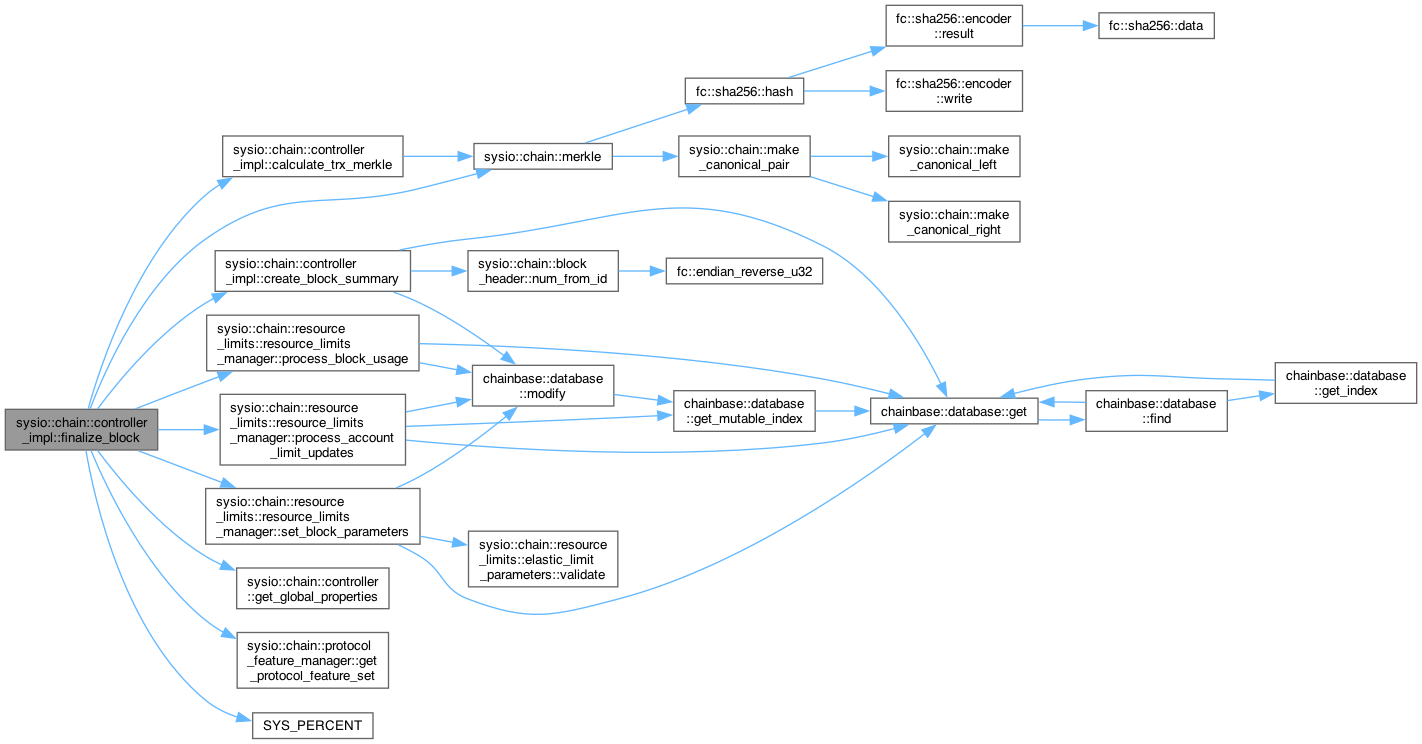 fc::sha256::encoder
::result
fc::sha256::data
fc::sha256::hash
fc::sha256::encoder
::write
sysio::chain::controller
_impl::calculate_trx_merkle
sysio::chain::merkle
sysio::chain::make
_canonical_pair
sysio::chain::make
_canonical_left
sysio::chain::make
_canonical_right
sysio::chain::controller
_impl::create_block_summary
sysio::chain::block
_header::num_from_id
fc::endian_reverse_u32
sysio::chain::resource
_limits::resource_limits
_manager::process_block_usage
chainbase::database
::modify
chainbase::database
::get_mutable_index
chainbase::database::get
chainbase::database
::find
chainbase::database
::get_index
sysio::chain::controller
_impl::finalize_block
sysio::chain::resource
_limits::resource_limits
_manager::process_account
_limit_updates
sysio::chain::resource
_limits::resource_limits
_manager::set_block_parameters
sysio::chain::resource
_limits::elastic_limit
_parameters::validate
sysio::chain::controller
::get_global_properties
sysio::chain::protocol
_feature_manager::get
_protocol_feature_set
SYS_PERCENT